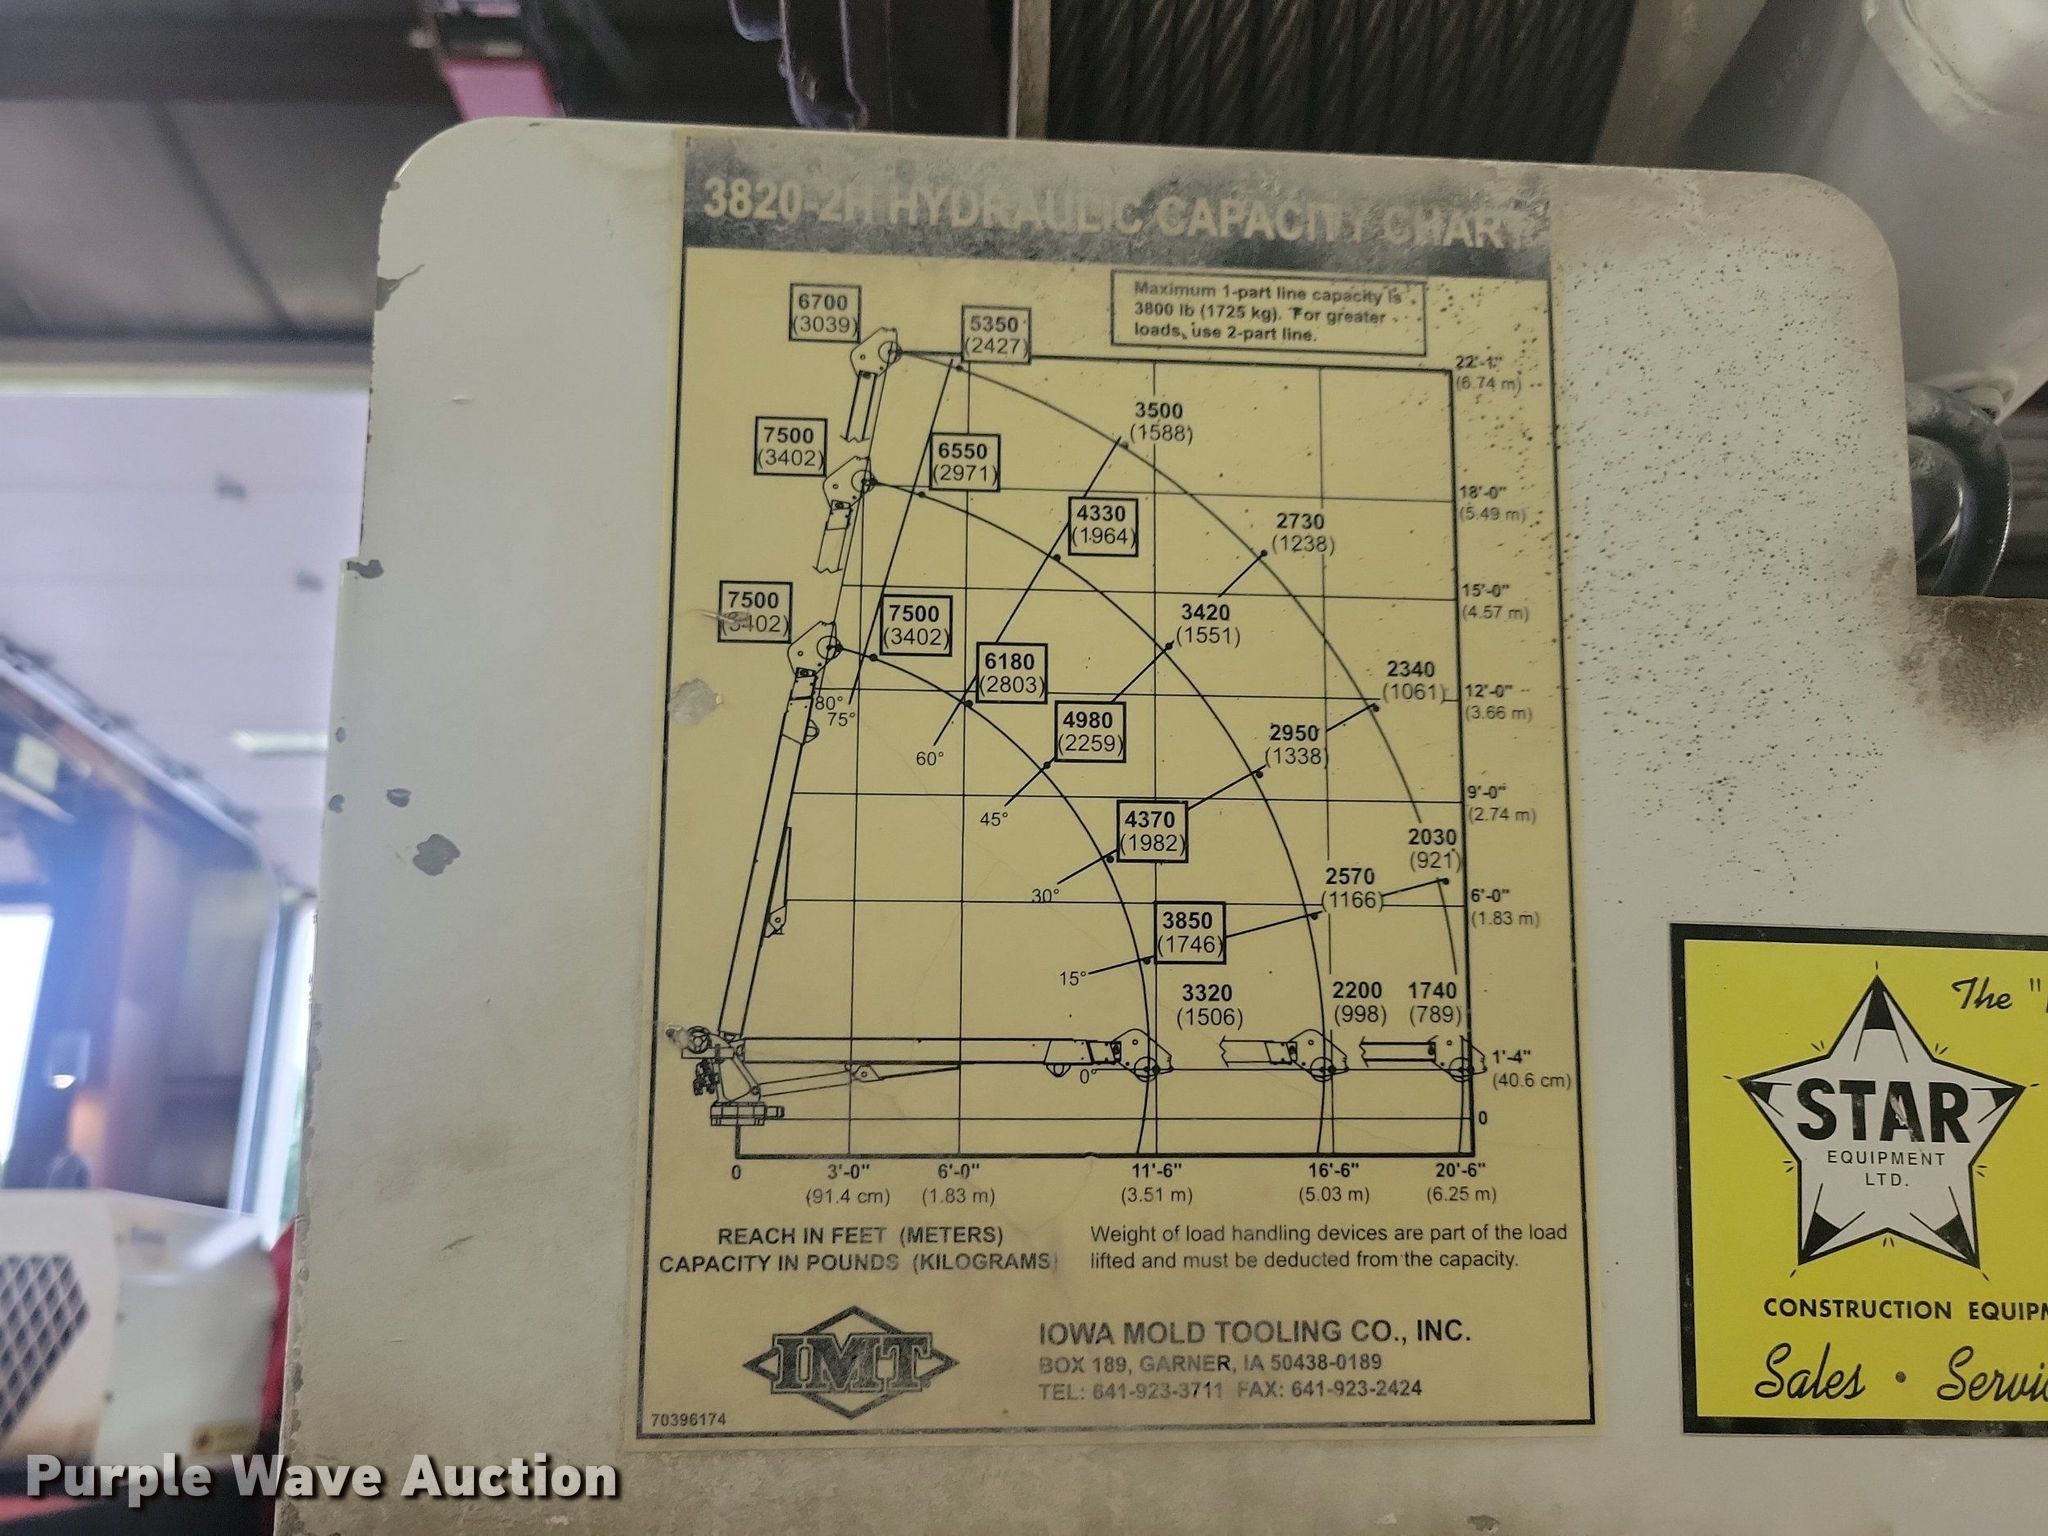 3820-2H HYDRAULIC CAPACITY CHART
Maximum 1-part line capacity is
3800 lb (1725 kg). For greater
loads, use 2-part line.
6700
(3039)
5350
(2427)
22'-1"
(6.74 m)
3500
(1588)
7500
(3402)
6550
(2971)
18'-0"
(5.49 m)
4330
(1964)
2730
(1238)
15'-0"
(4.57 m)
7500
(3402)
7500
(3402)
3420
(1551)
6180
(2803)
2340
(1061)
12'-0"
(3.66 m)
80°
75°
60°
4980
(2259)
2950
(1338)
9'-0"
(2.74 m)
45°
4370
(1982)
2030
(921)
30°
2570
(1166)
6'-0"
(1.83 m)
3850
(1746)
15°
3320
(1506)
2200
(998)
1740
(789)
0°
1'-4"
(40.6 cm)
0
0 3'-0" 6'-0" 11'-6" 16'-6" 20'-6"
(91.4 cm) (1.83 m) (3.51 m) (5.03 m) (6.25 m)
REACH IN FEET (METERS)
CAPACITY IN POUNDS (KILOGRAMS)
Weight of load handling devices are part of the load
lifted and must be deducted from the capacity.
IMT
IOWA MOLD TOOLING CO., INC.
BOX 189, GARNER, IA 50438-0189
TEL: 641-923-3711 FAX: 641-923-2424
70396174
The "
STAR
EQUIPMENT
LTD.
CONSTRUCTION EQUIPM
Sales · Servi
Purple Wave Auction